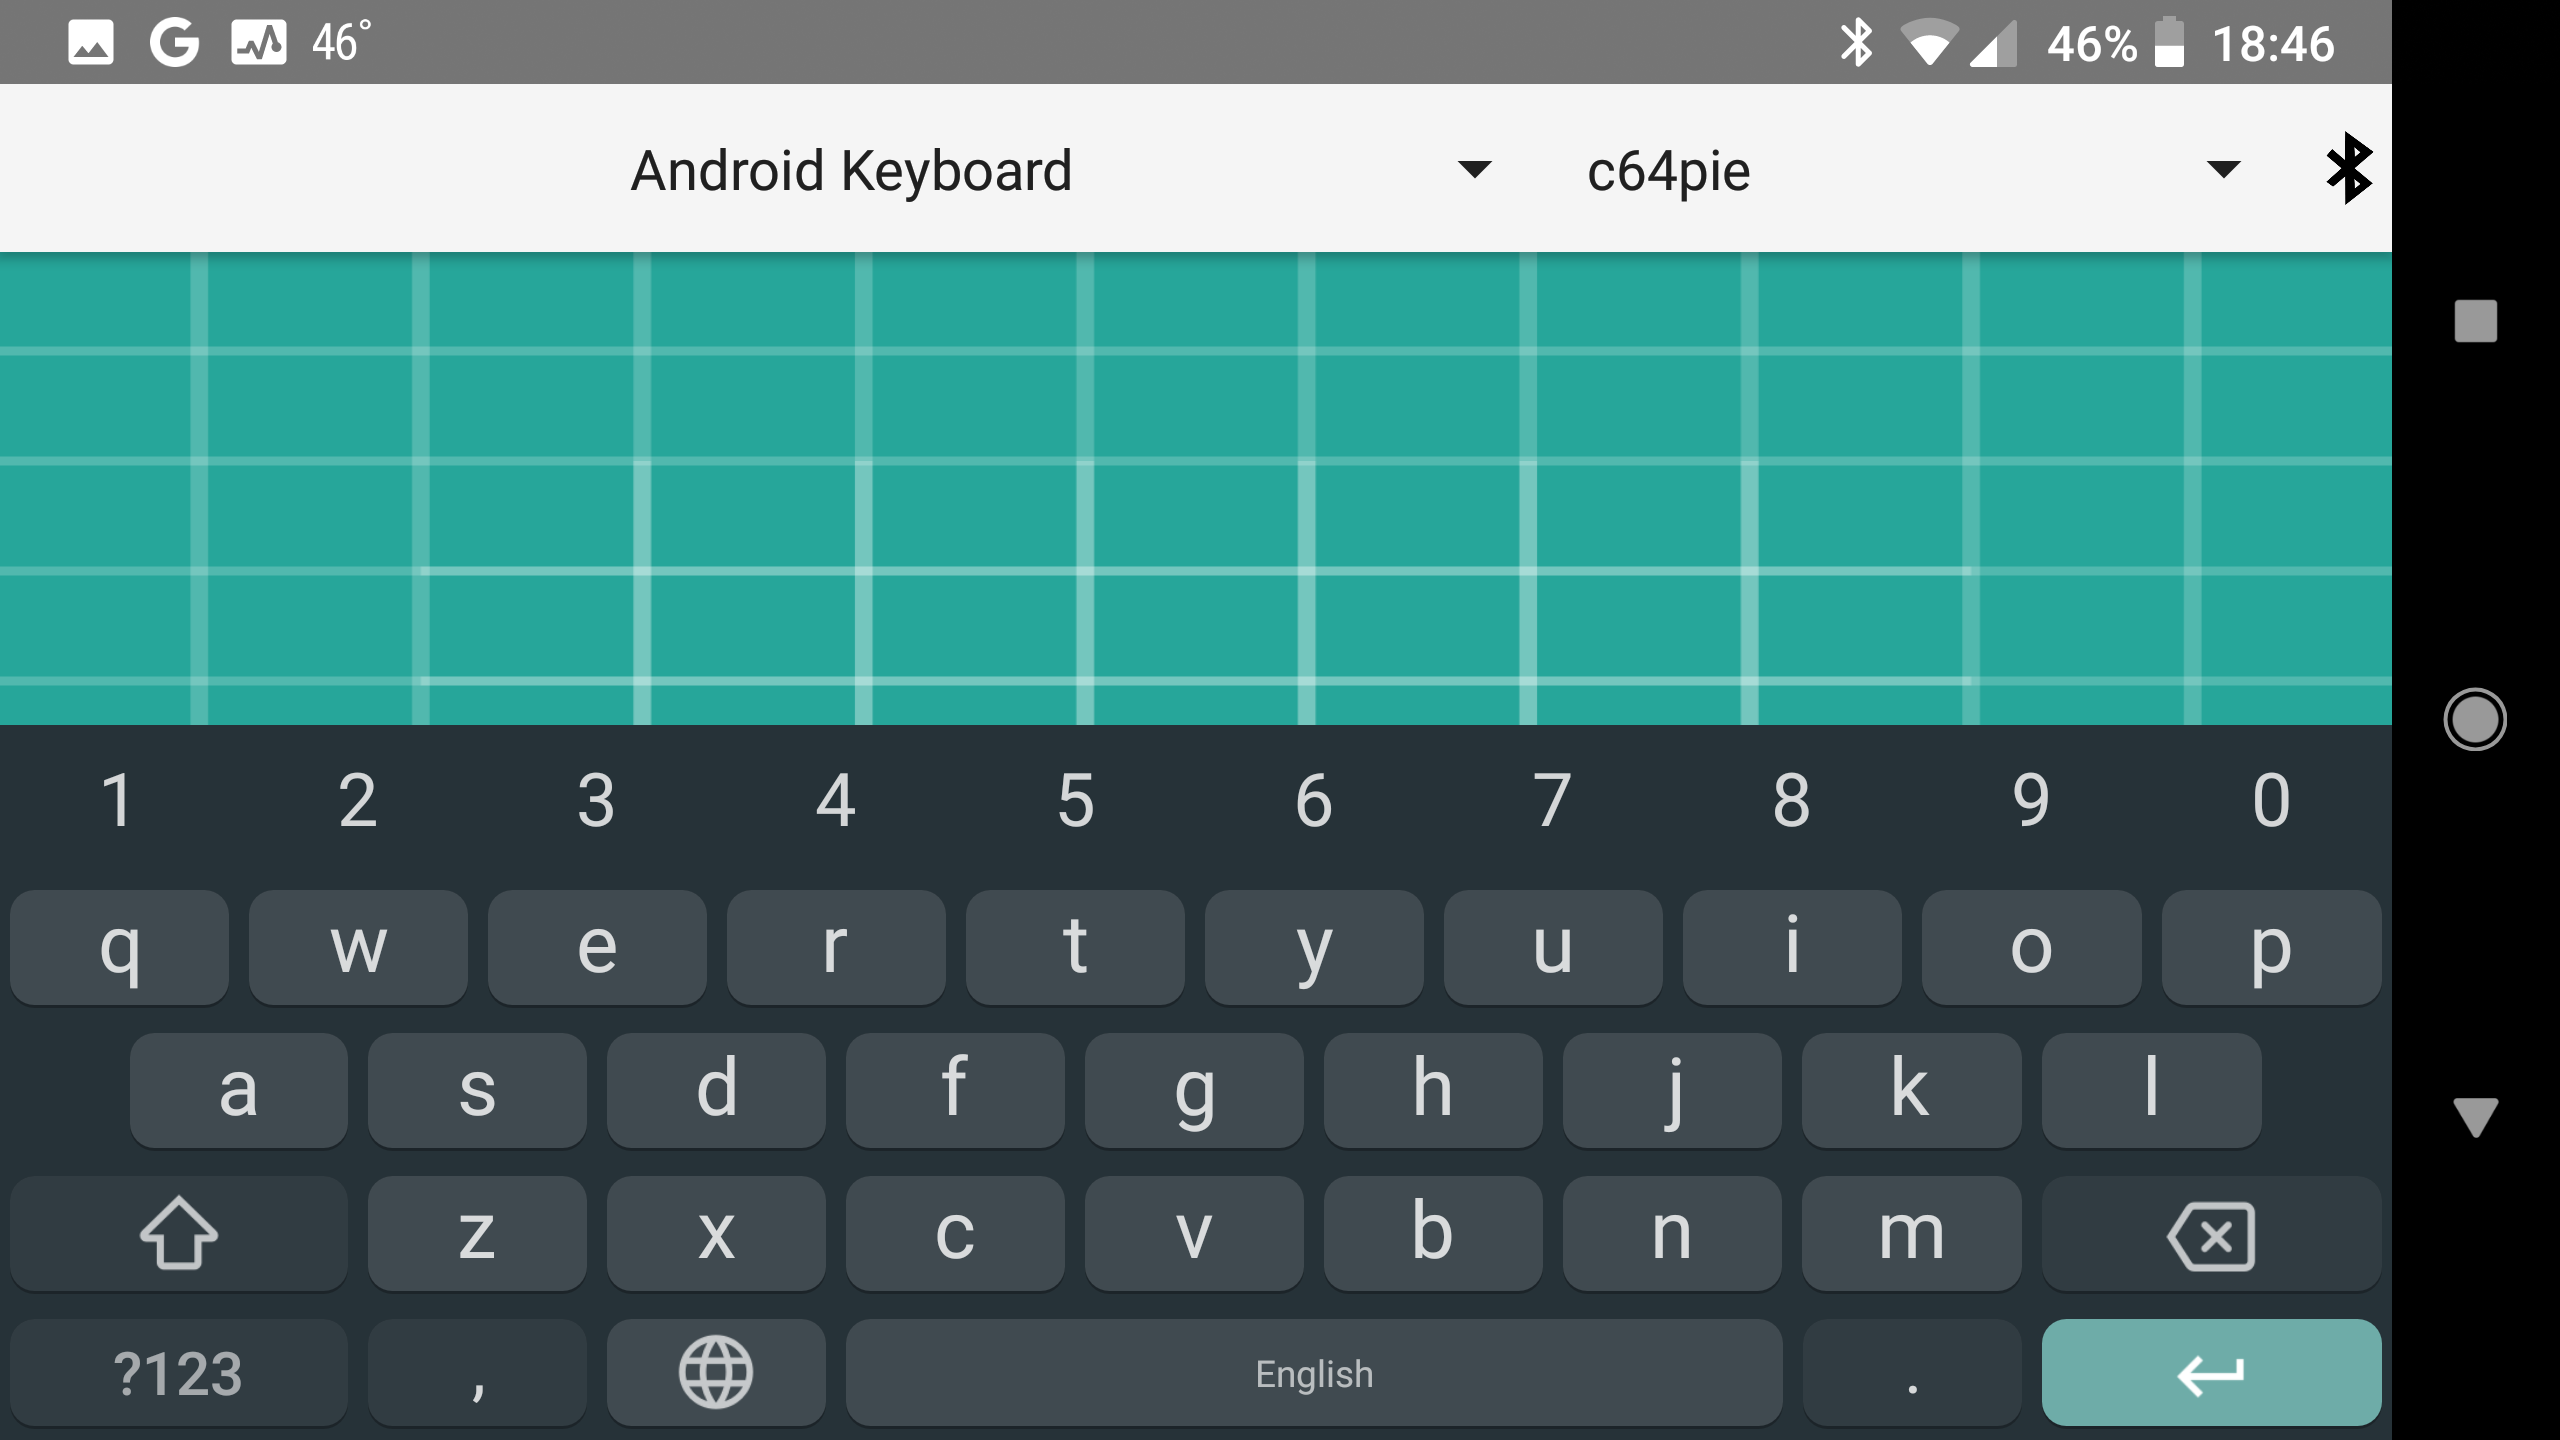 46° 46% 18:46
Android Keyboard c64pie
1 2 3 4 5 6 7 8 9 0
q w e r t y u i o p
a s d f g h j k l
z x c v b n m
?123 , English .